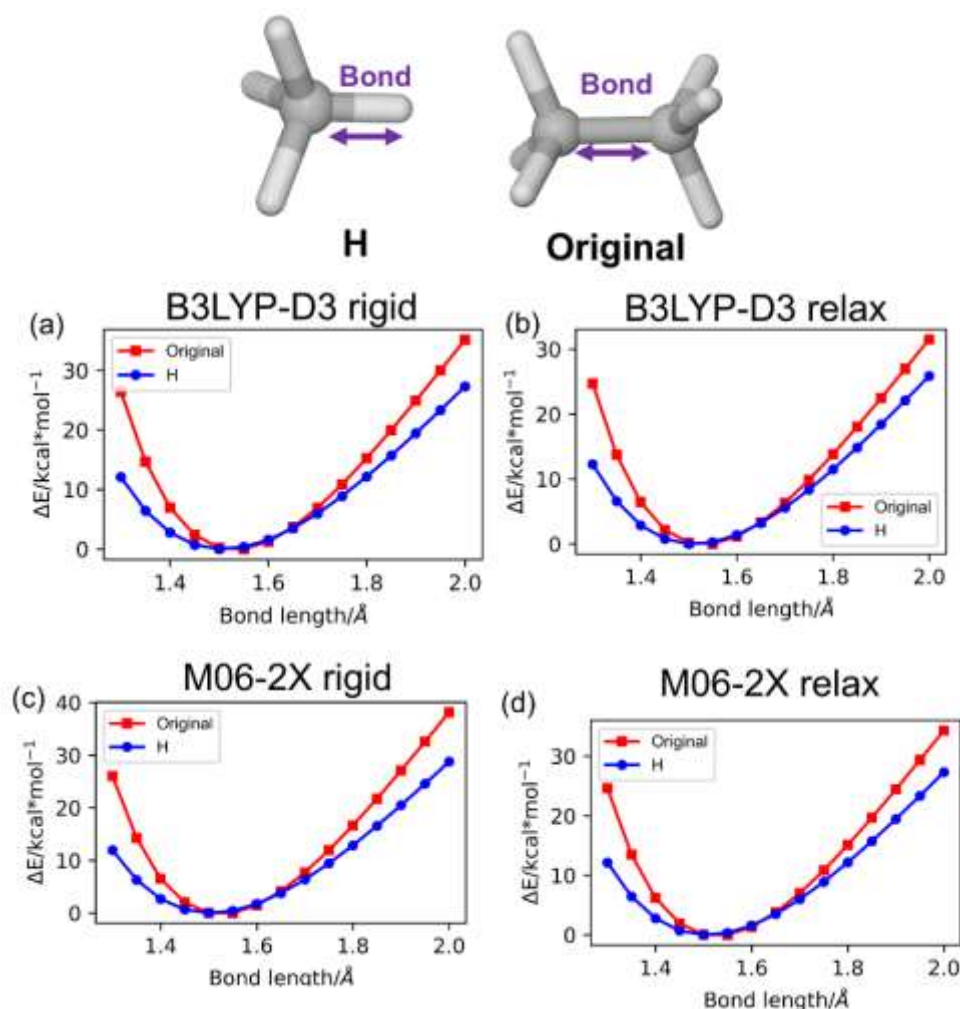 Bond
Bond
H
Original
(a)
B3LYP-D3 rigid
Original
H
30
20
10
0
ΔE/kcal*mol⁻¹
1.4 1.6 1.8 2.0
Bond length/Å
(b)
B3LYP-D3 relax
Original
H
30
20
10
0
ΔE/kcal*mol⁻¹
1.4 1.6 1.8 2.0
Bond length/Å
(c)
M06-2X rigid
Original
H
40
30
20
10
0
ΔE/kcal*mol⁻¹
1.4 1.6 1.8 2.0
Bond length/Å
(d)
M06-2X relax
Original
H
30
20
10
0
ΔE/kcal*mol⁻¹
1.4 1.6 1.8 2.0
Bond length/Å